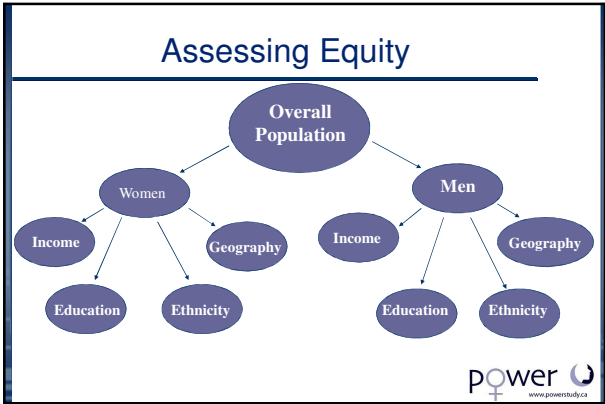 Assessing Equity
Overall
Population
Women
Men
Income
Geography
Income
Geography
Education
Ethnicity
Education
Ethnicity
power
www.powerstudy.ca